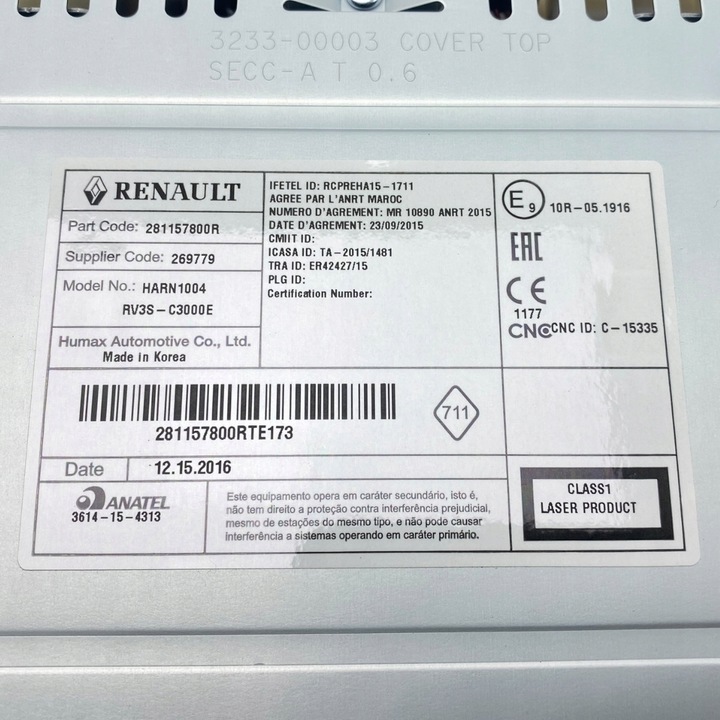 3233-00003 COVER TOP
SECC-A T 0.6
RENAULT
Part Code: 281157800R
Supplier Code: 269779
Model No.: HARN1004
RV3S-C3000E
Humax Automotive Co., Ltd.
Made in Korea
IFETEL ID: RCPREHA15-1711
AGREE PAR L'ANRT MAROC
NUMERO D'AGREMENT: MR 10890 ANRT 2015
DATE D'AGREMENT: 23/09/2015
CMIIT ID:
ICASA ID: TA-2015/1481
TRA ID: ER42427/15
PLG ID:
Certification Number:
E9 10R-05.1916
EAC
CE
1177
CNC CNC ID: C-15335
281157800RTE173
711
Date 12.15.2016
ANATEL
3614-15-4313
Este equipamento opera em caráter secundário, isto é,
não tem direito a proteção contra interferência prejudicial,
mesmo de estações do mesmo tipo, e não pode causar
interferência a sistemas operando em caráter primário.
CLASS1
LASER PRODUCT